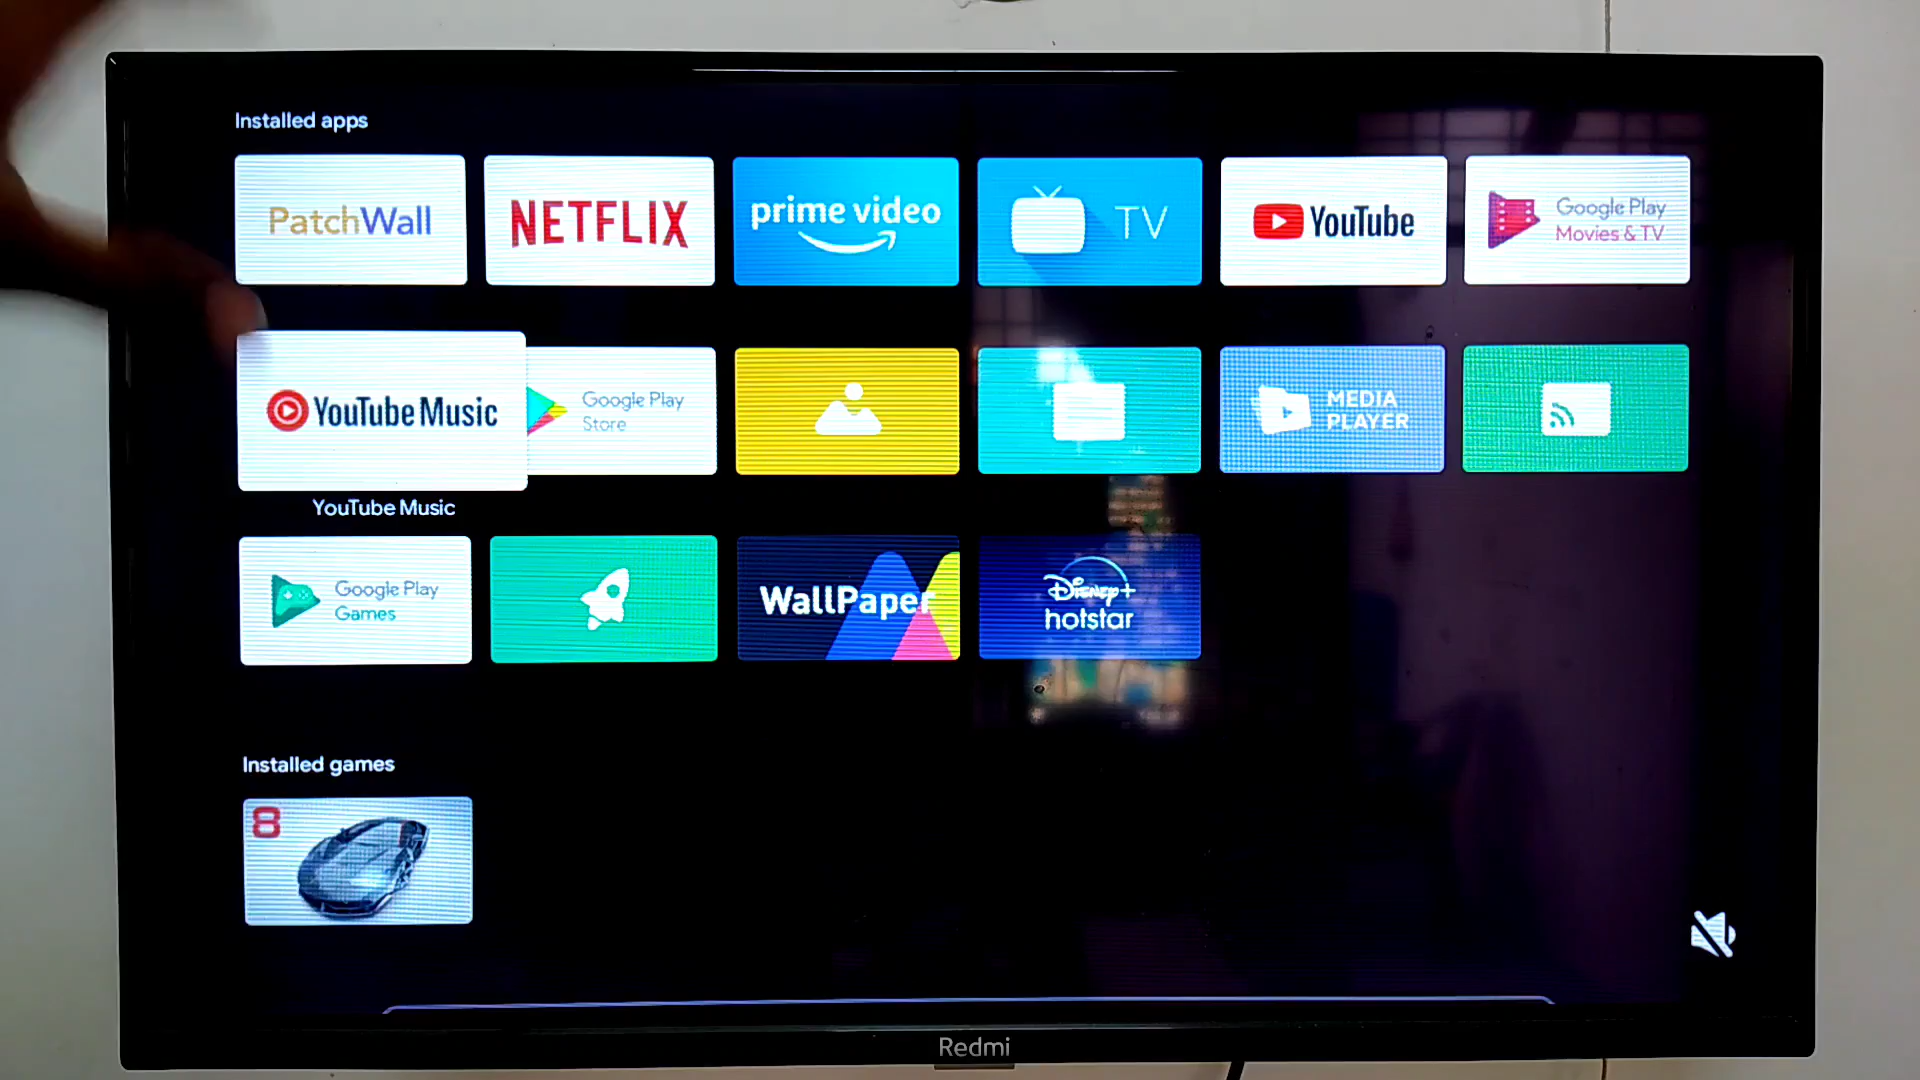 Installed apps
PatchWall
NETFLIX
prime video
TV
YouTube
Google Play
Movies & TV
YouTube Music
Google Play
Store
MEDIA
PLAYER
YouTube Music
Google Play
Games
WallPaper
Disney+
hotstar
Installed games
8
Redmi